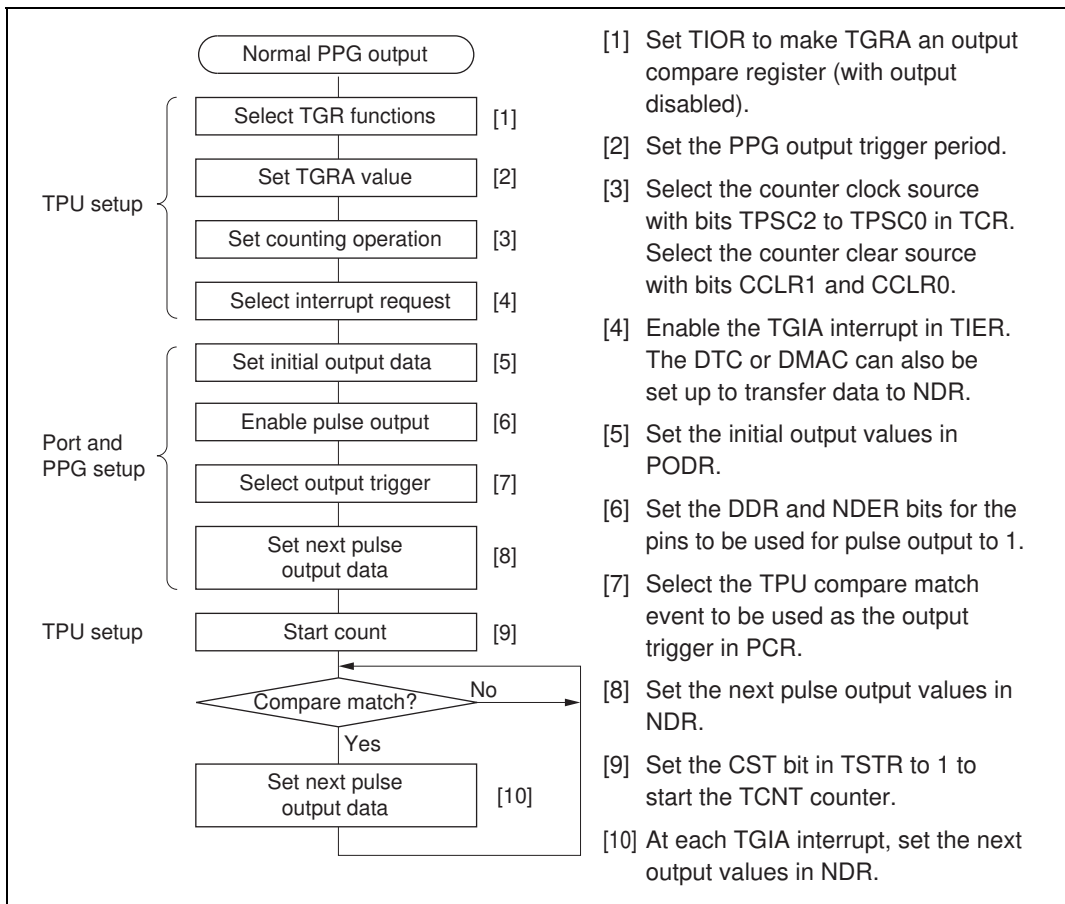 Normal PPG output
Select TGR functions [1]
Set TGRA value [2]
TPU setup
Set counting operation [3]
Select interrupt request [4]
Set initial output data [5]
Enable pulse output [6]
Port and
PPG setup
Select output trigger [7]
Set next pulse
output data
[8]
TPU setup
Start count [9]
Compare match?
No
Yes
Set next pulse
output data
[10]
[1] Set TIOR to make TGRA an output
compare register (with output
disabled).
[2] Set the PPG output trigger period.
[3] Select the counter clock source
with bits TPSC2 to TPSC0 in TCR.
Select the counter clear source
with bits CCLR1 and CCLR0.
[4] Enable the TGIA interrupt in TIER.
The DTC or DMAC can also be
set up to transfer data to NDR.
[5] Set the initial output values in
PODR.
[6] Set the DDR and NDER bits for the
pins to be used for pulse output to 1.
[7] Select the TPU compare match
event to be used as the output
trigger in PCR.
[8] Set the next pulse output values in
NDR.
[9] Set the CST bit in TSTR to 1 to
start the TCNT counter.
[10] At each TGIA interrupt, set the next
output values in NDR.